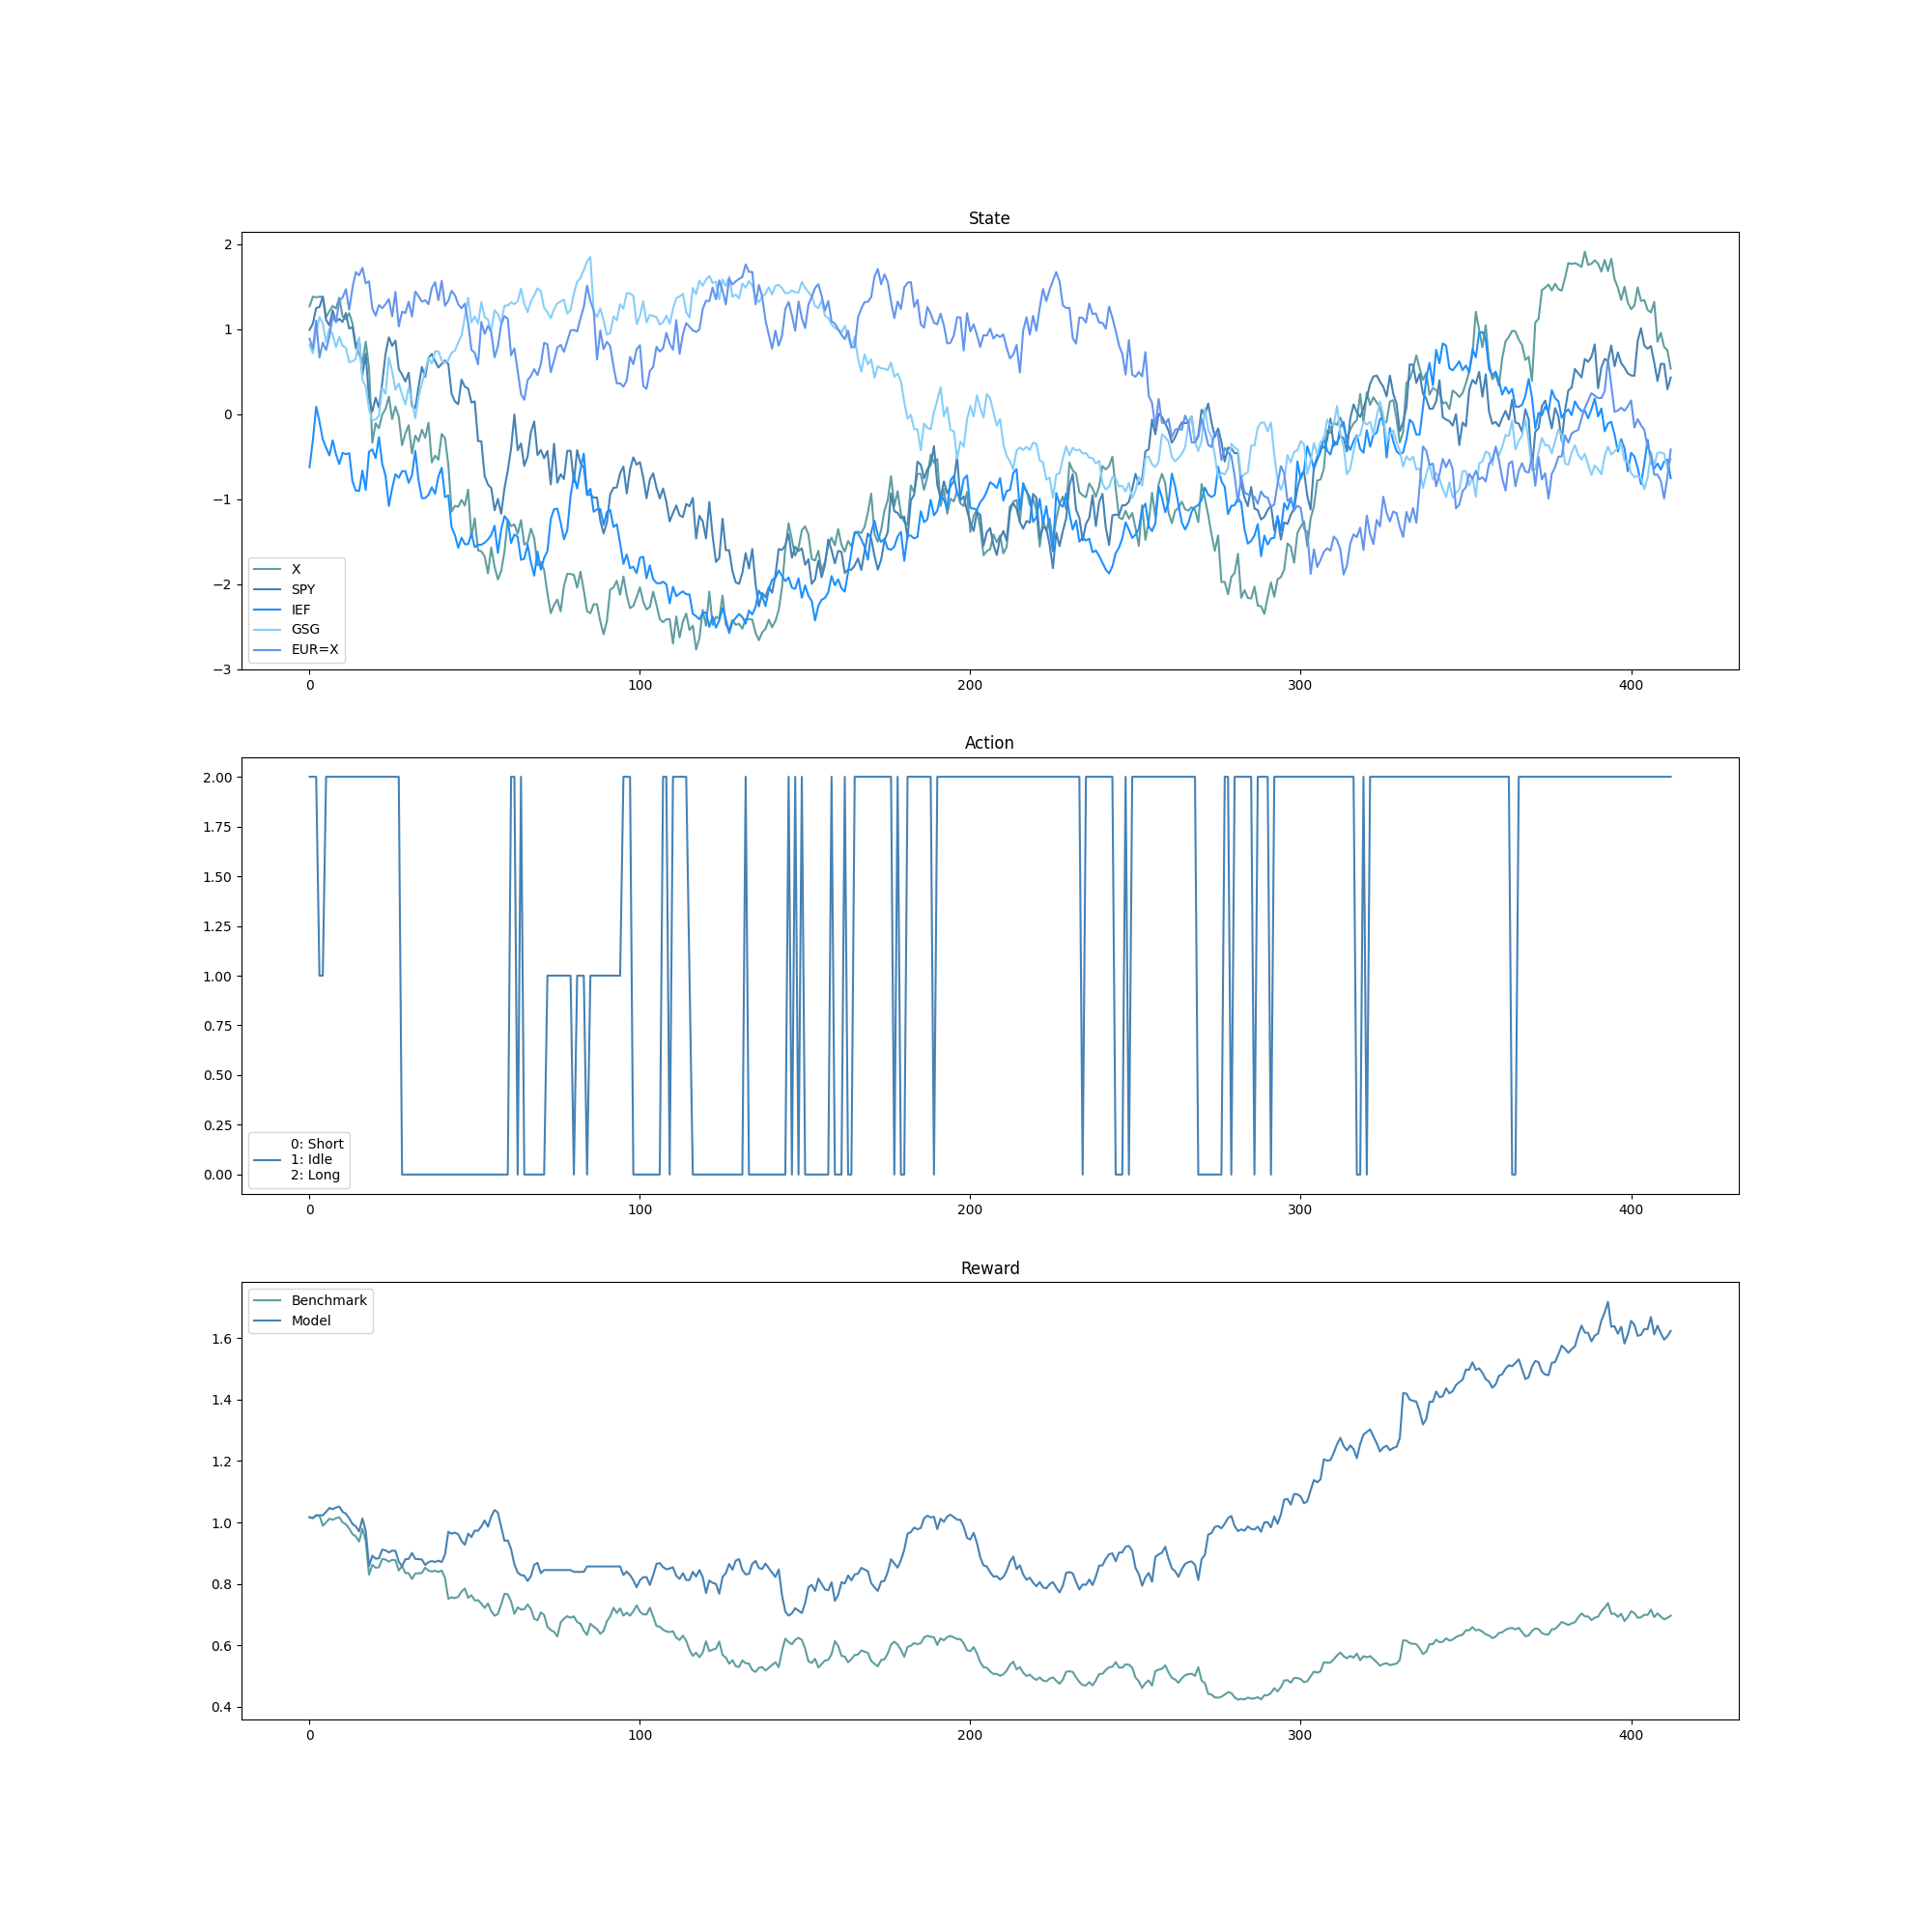 State
2
1
0
−1
−2
−3
X
SPY
IEF
GSG
EUR=X
0 100 200 300 400
Action
2.00
1.75
1.50
1.25
1.00
0.75
0.50
0.25
0.00
0: Short
1: Idle
2: Long
0 100 200 300 400
Reward
Benchmark
Model
1.6
1.4
1.2
1.0
0.8
0.6
0.4
0 100 200 300 400